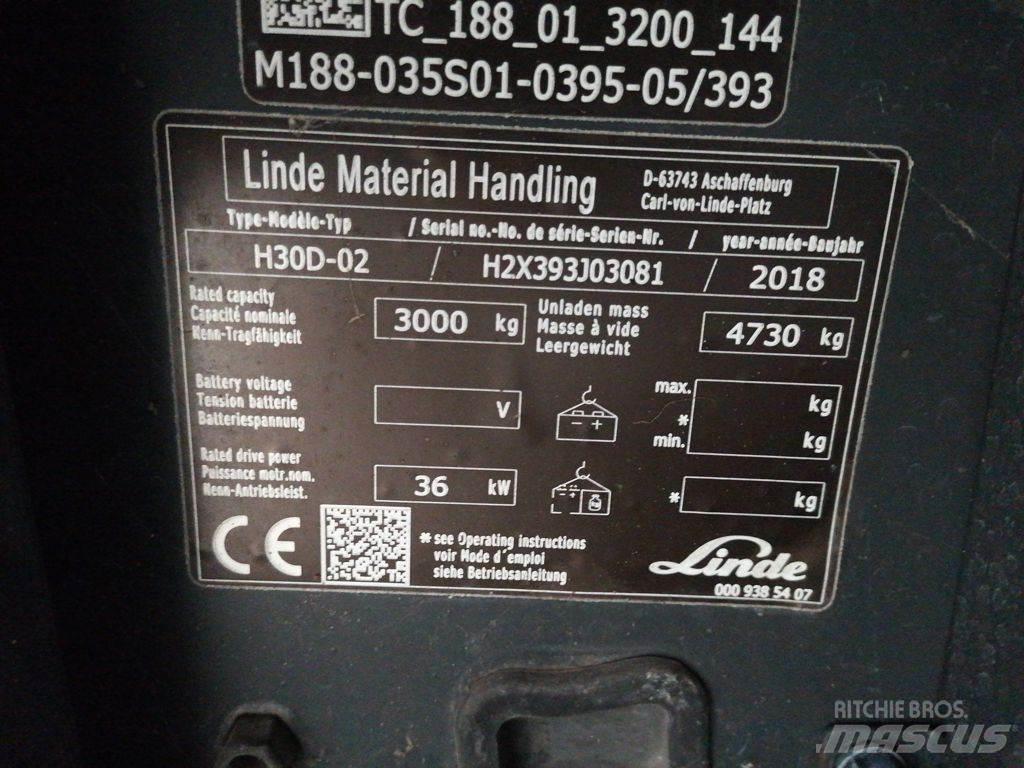 TC_188_01_3200_144
M188-035S01-0395-05/393
Linde Material Handling
D-63743 Aschaffenburg
Carl-von-Linde-Platz
Type-Modèle-Typ / Serial no.-No. de série-Serien-Nr. / year-année-Baujahr
H30D-02 / H2X393J03081 / 2018
Rated capacity
Capacité nominale
Nenn-Tragfähigkeit
3000 kg
Unladen mass
Masse à vide
Leergewicht
4730 kg
Battery voltage
Tension batterie
Batteriespannung
V
- +
max.
*
min.
kg
kg
Rated drive power
Puissance motr.nom.
Nenn-Antriebsleist.
36 kW
* kg
CE
* see Operating instructions
voir Mode d'emploi
siehe Betriebsanleitung
Linde
000 938 54 07
RITCHIE BROS.
MASCUS